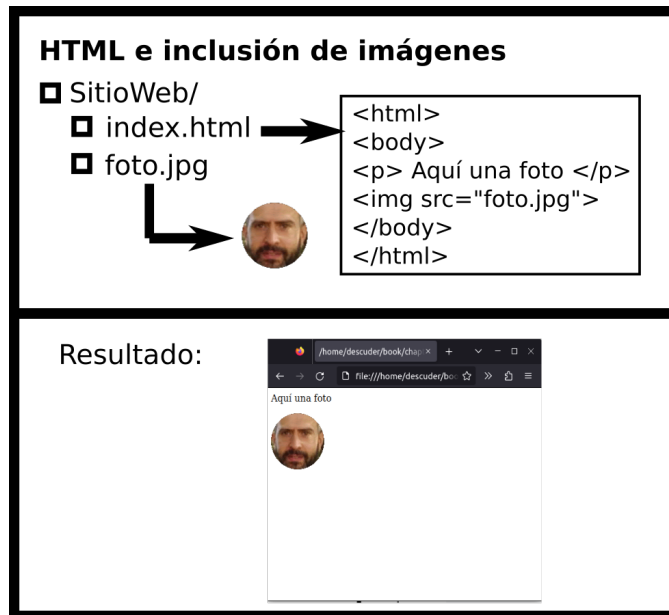 HTML e inclusión de imágenes
SitioWeb/
index.html
foto.jpg
<html>
<body>
<p> Aquí una foto </p>
<img src="foto.jpg">
</body>
</html>
Resultado:
/home/descuder/book/chap
file:///home/descuder/boo
Aquí una foto